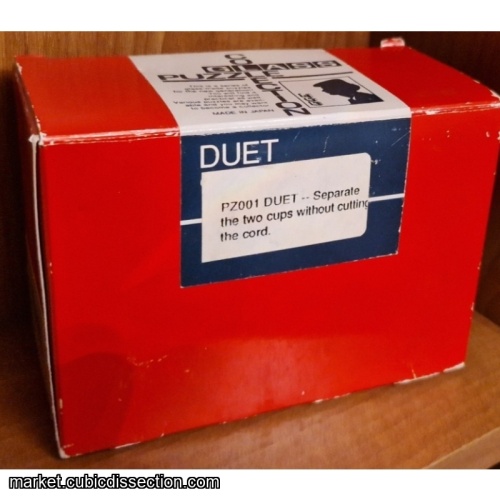 GLASS
PUZZLE
COLLECTION
MADE IN JAPAN
DUET
PZ001 DUET -- Separate
the two cups without cutting
the cord.
market.cubicdissection.com